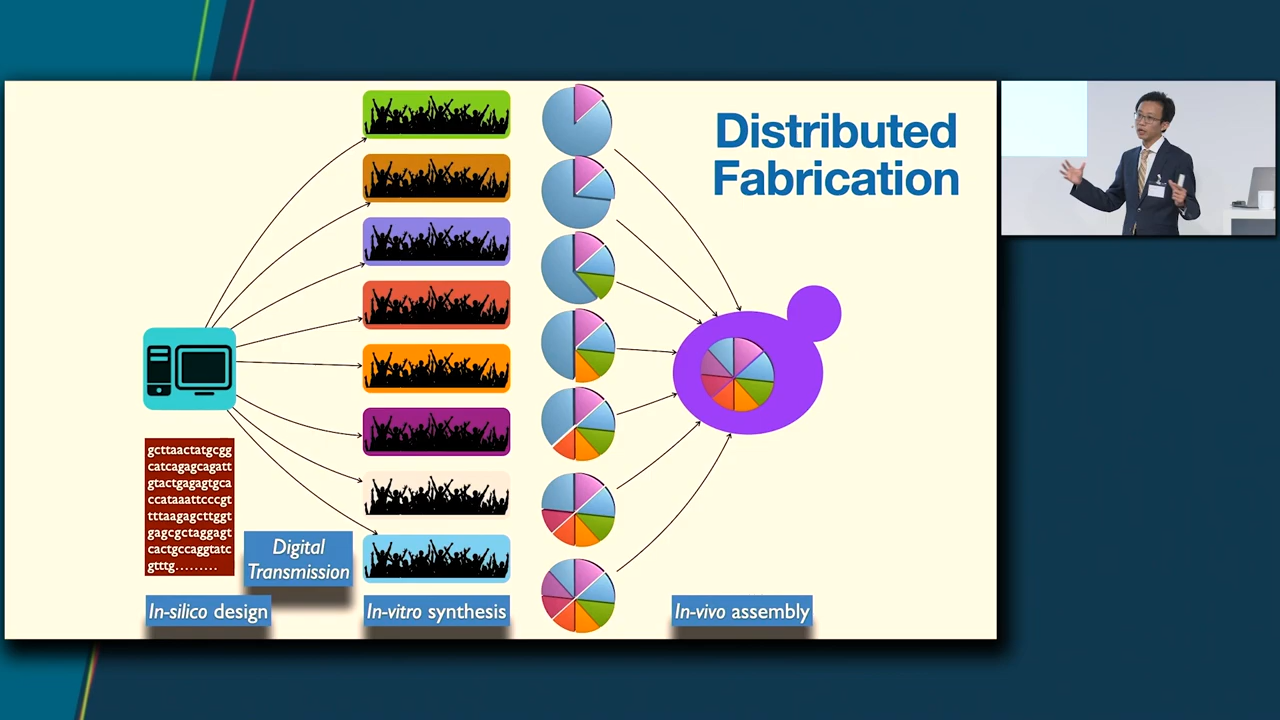 Distributed
Fabrication
gcttaactatgcgg
catcagagcagatt
gtactgagagtgca
ccataaattcccgt
tttaagagcttggt
gagcgctaggagt
cactgccaggtatc
gtttg.........
Digital
Transmission
In-silico design
In-vitro synthesis
In-vivo assembly